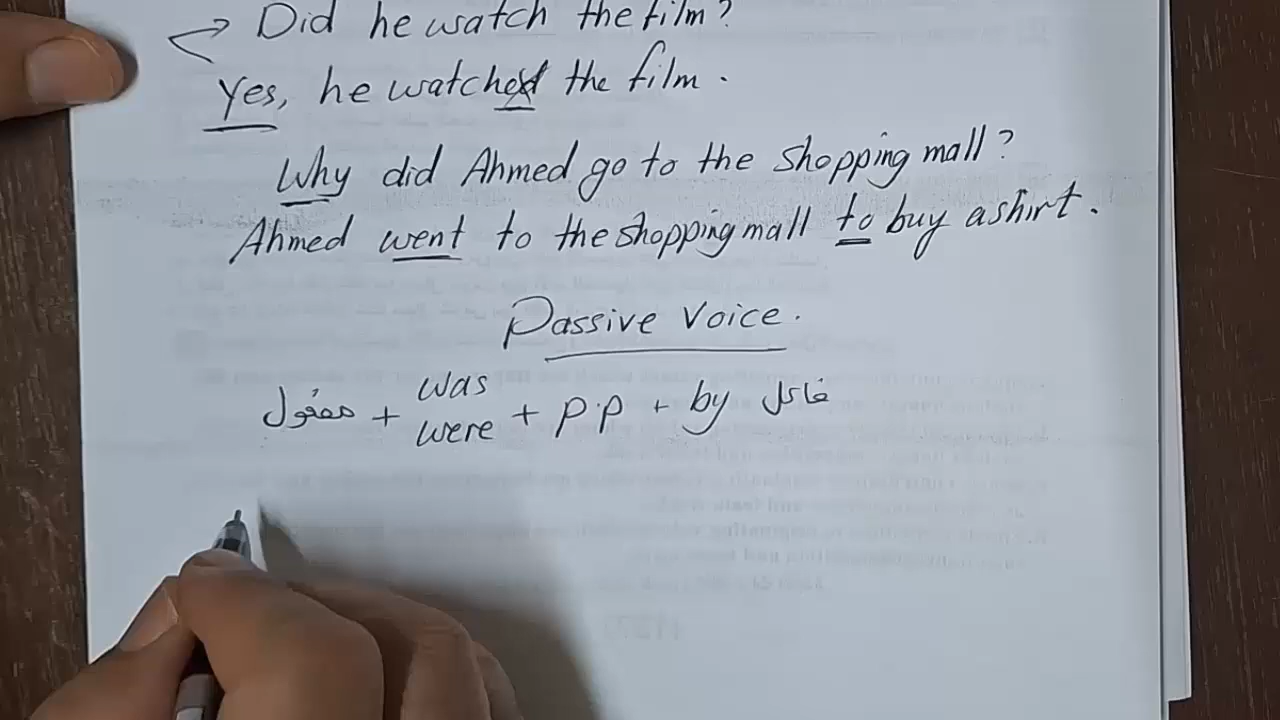 Did he watch the film?
Yes, he watched the film.
Why did Ahmed go to the shopping mall?
Ahmed went to the shopping mall to buy a shirt.
Passive Voice.
مفعول + was were + p.p + by فاعل